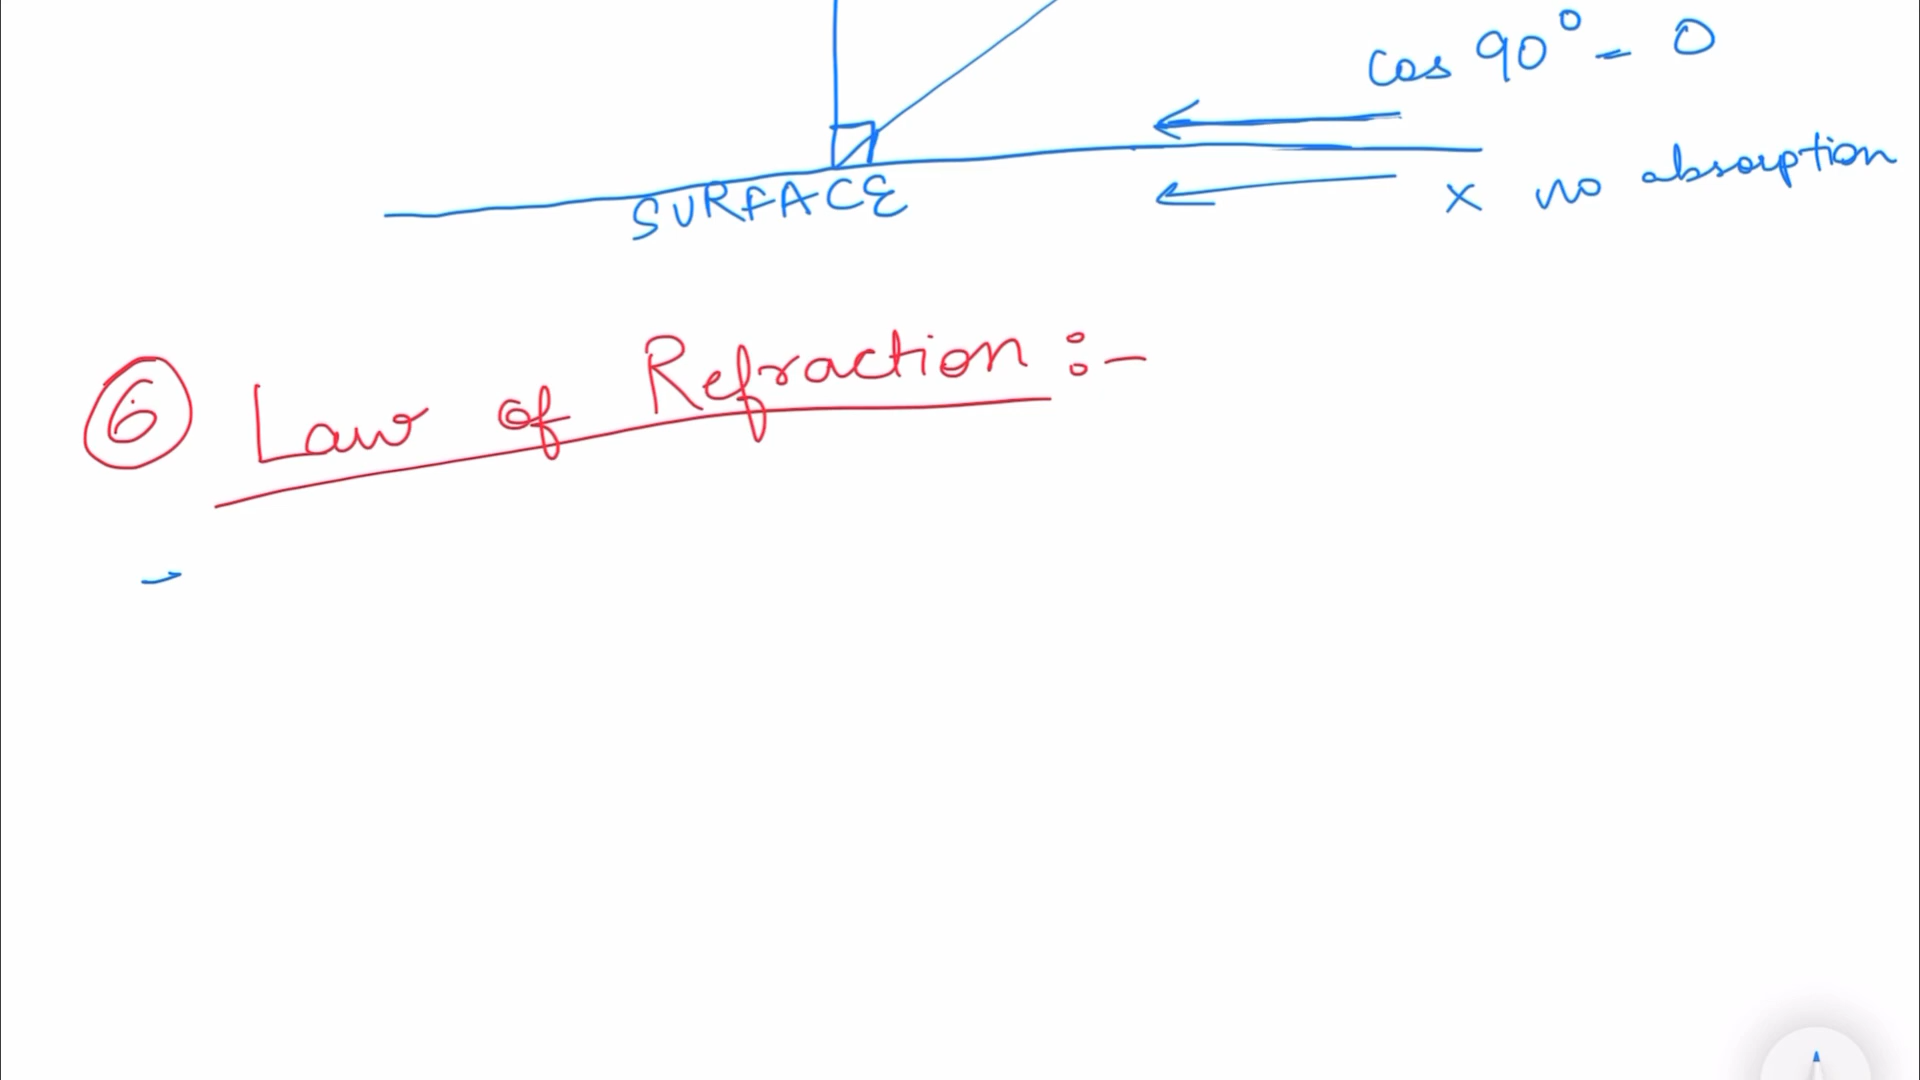 cos 90° = 0
x no absorption
SURFACE
⑥ Law of Refraction :-